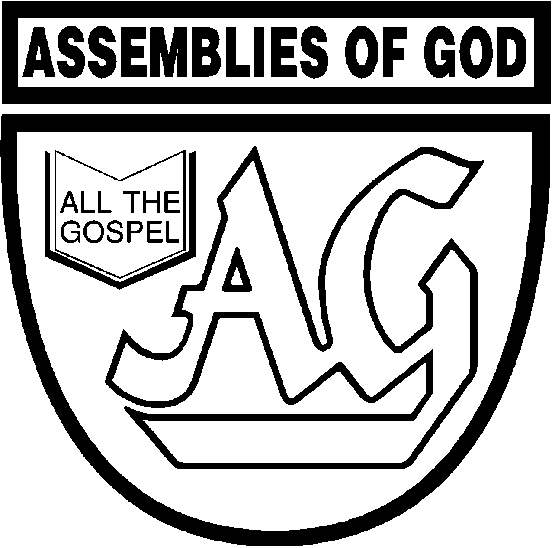 ASSEMBLIES OF GOD
ALL THE
GOSPEL
AG